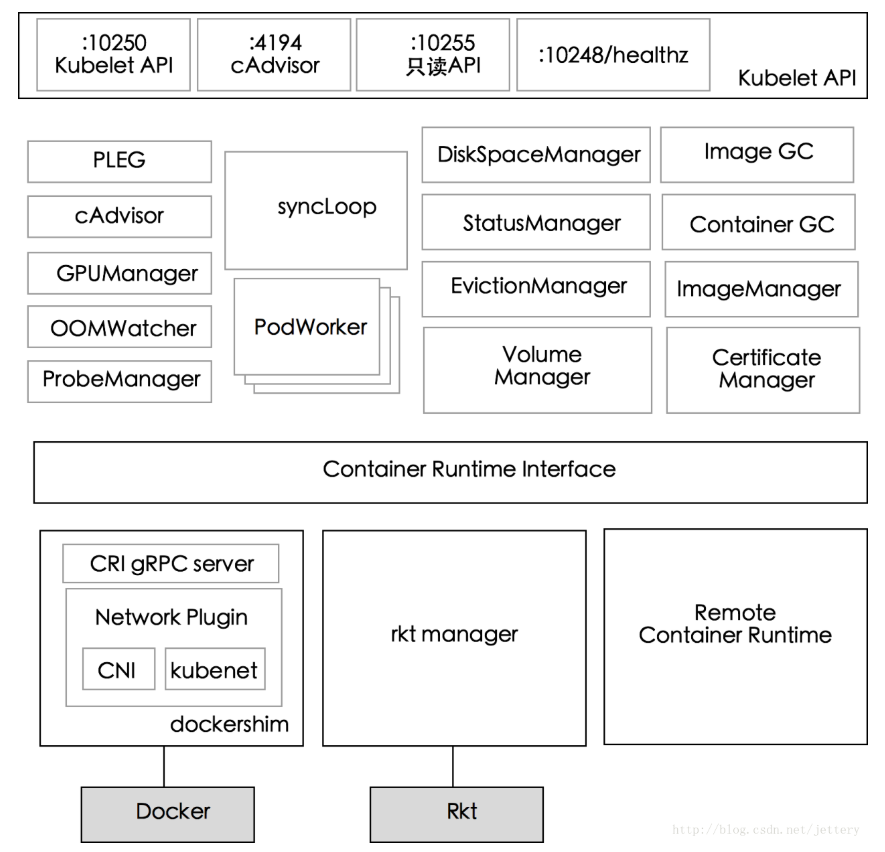 :10250
Kubelet API
:4194
cAdvisor
:10255
只读API
:10248/healthz
Kubelet API
PLEG
cAdvisor
GPUManager
OOMWatcher
ProbeManager
syncLoop
PodWorker
DiskSpaceManager
StatusManager
EvictionManager
Volume
Manager
Image GC
Container GC
ImageManager
Certificate
Manager
Container Runtime Interface
CRI gRPC server
Network Plugin
CNI
kubenet
dockershim
rkt manager
Remote
Container Runtime
Docker
Rkt
http://blog.csdn.net/jettery